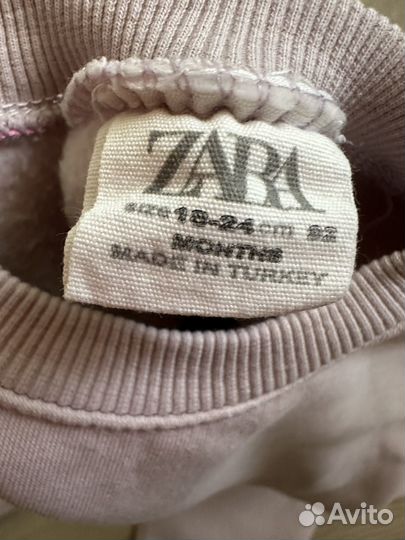 ZARA
size 18-24 cm 92
MONTHS
MADE IN TURKEY
Avito